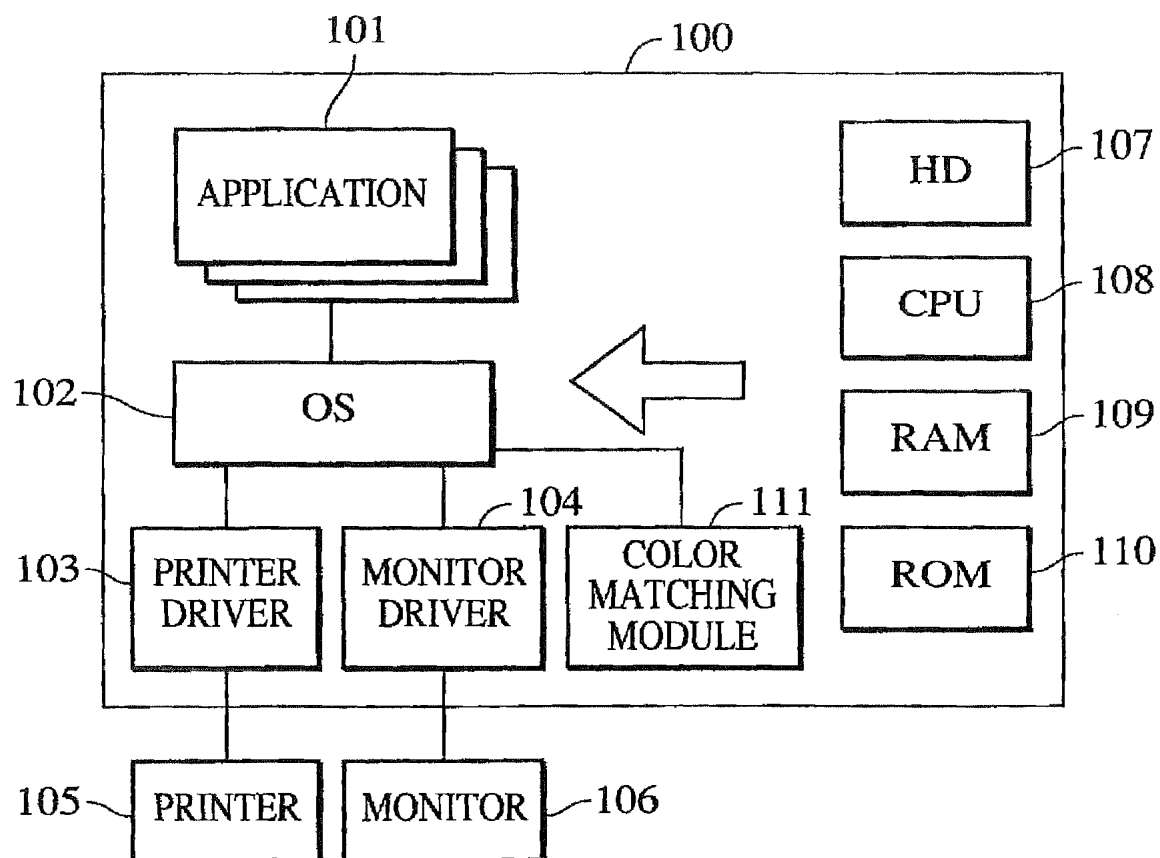 101
100
APPLICATION
HD
107
CPU
108
102
OS
RAM
109
104
111
103
PRINTER
DRIVER
MONITOR
DRIVER
COLOR
MATCHING
MODULE
ROM
110
105
PRINTER
MONITOR
106